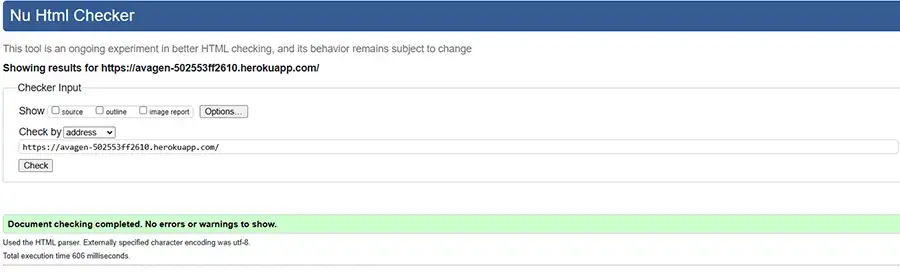 Nu Html Checker
This tool is an ongoing experiment in better HTML checking, and its behavior remains subject to change
Showing results for https://avagen-502553ff2610.herokuapp.com/
Checker Input
Show source outline image report Options...
Check by address
https://avagen-502553ff2610.herokuapp.com/
Check
Document checking completed. No errors or warnings to show.
Used the HTML parser. Externally specified character encoding was utf-8.
Total execution time 606 milliseconds.